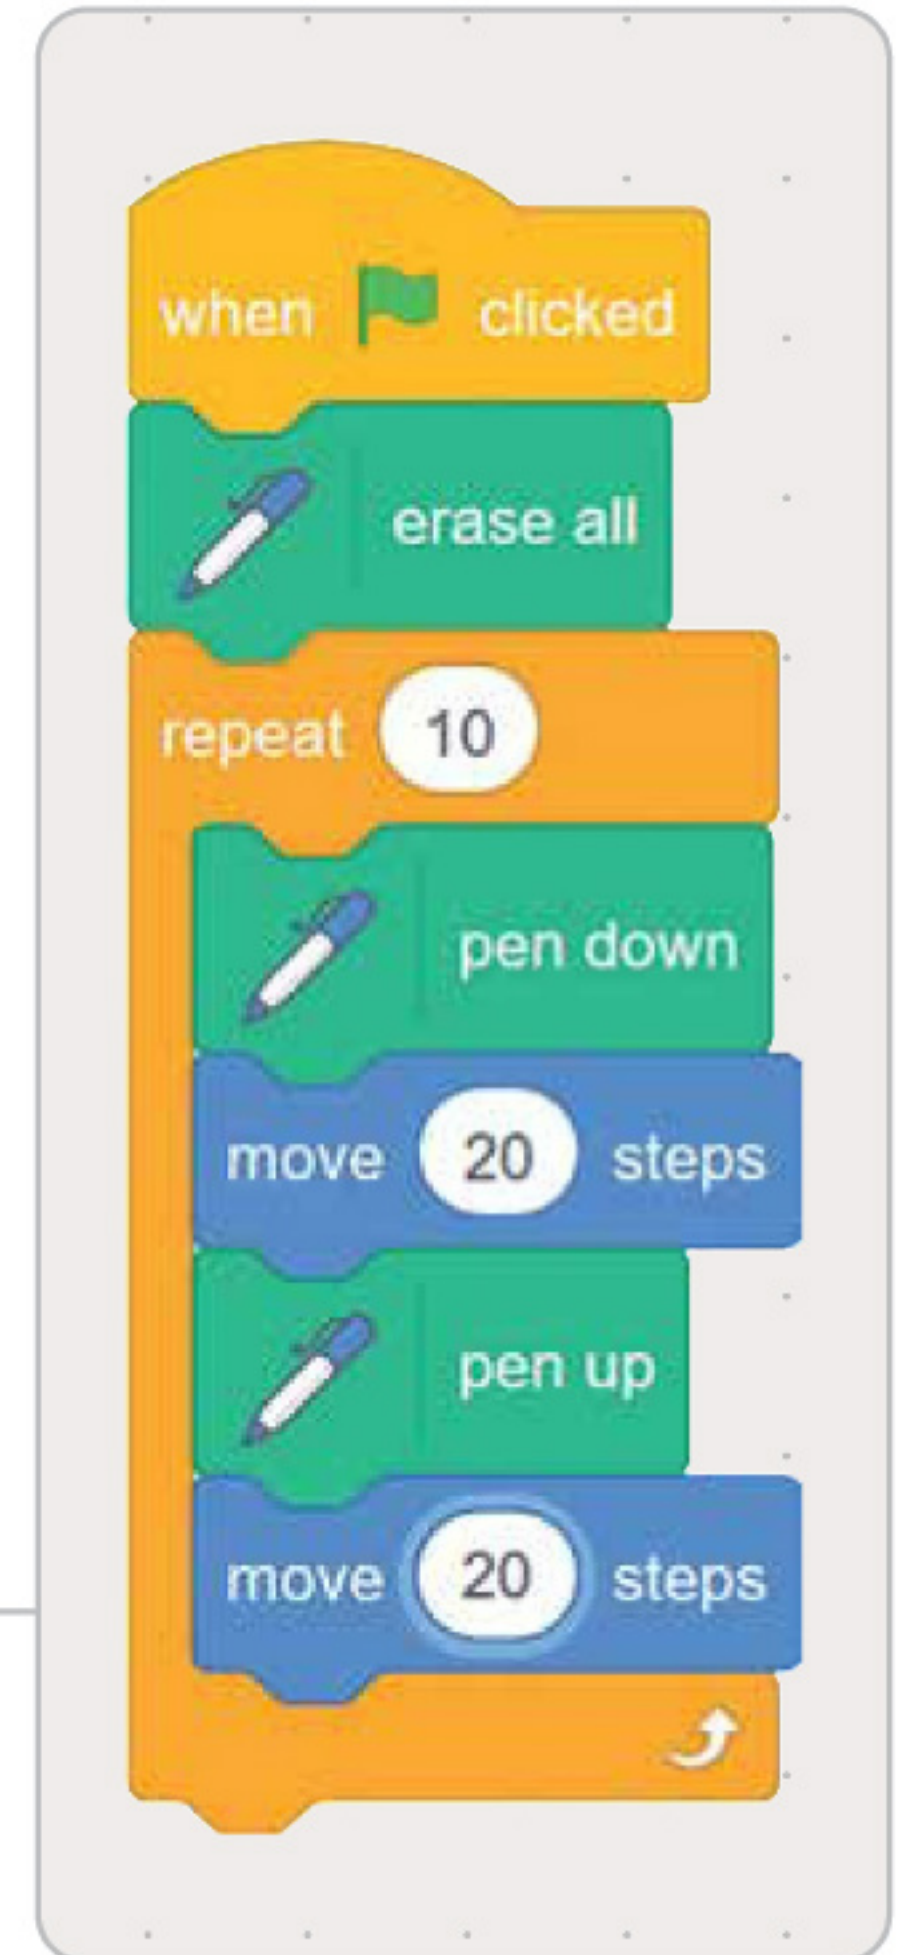 when clicked
erase all
repeat 10
pen down
move 20 steps
pen up
move 20 steps